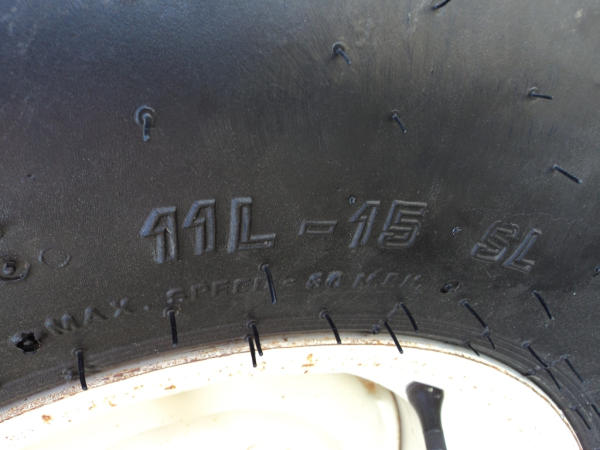 11L-15 SL
MAX. SPEED-